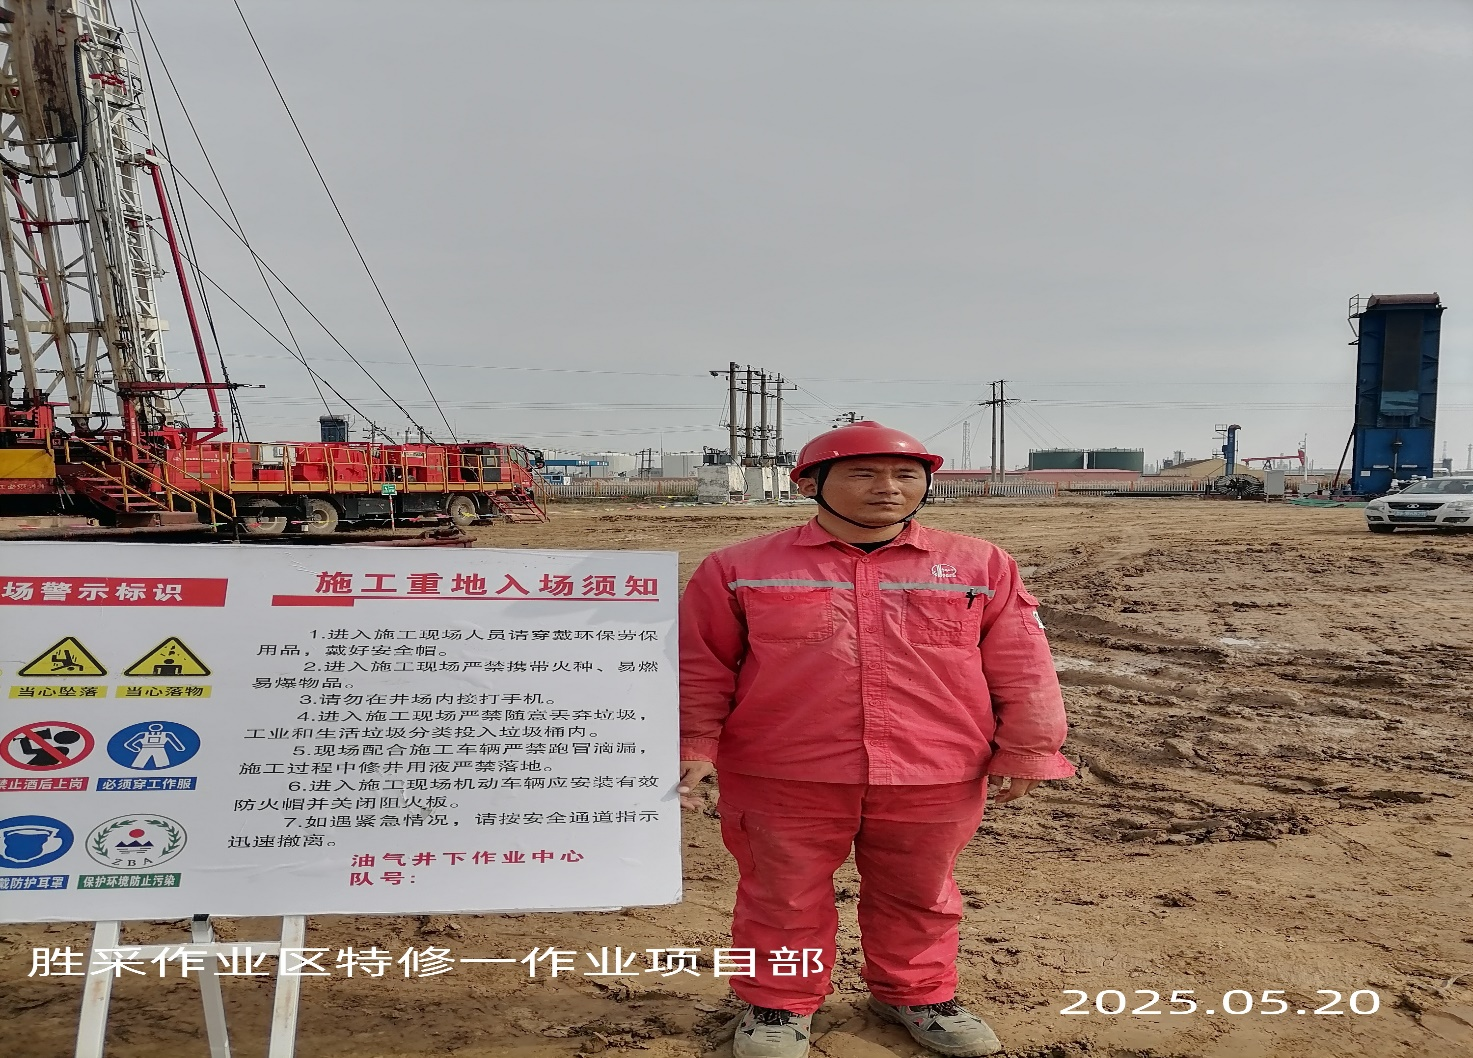 场警示标识
当心坠落
当心落物
禁止酒后上岗
必须穿工作服
戴防护耳罩
ZBA
保护环境防止污染
施工重地入场须知
1.进入施工现场人员请穿戴环保劳保
用品，戴好安全帽。
2.进入施工现场严禁携带火种、易燃
易爆物品。
3.请勿在井场内接打手机。
4.进入施工现场严禁随意丢弃垃圾，
工业和生活垃圾分类投入垃圾桶内。
5.现场配合施工车辆严禁跑冒滴漏，
施工过程中修井用液严禁落地。
6.进入施工现场机动车辆应安装有效
防火帽并关闭阻火板。
7.如遇紧急情况，请按安全通道指示
迅速撤离。
油气井下作业中心
队号:
胜采作业区特修一作业项目部
2025.05.20